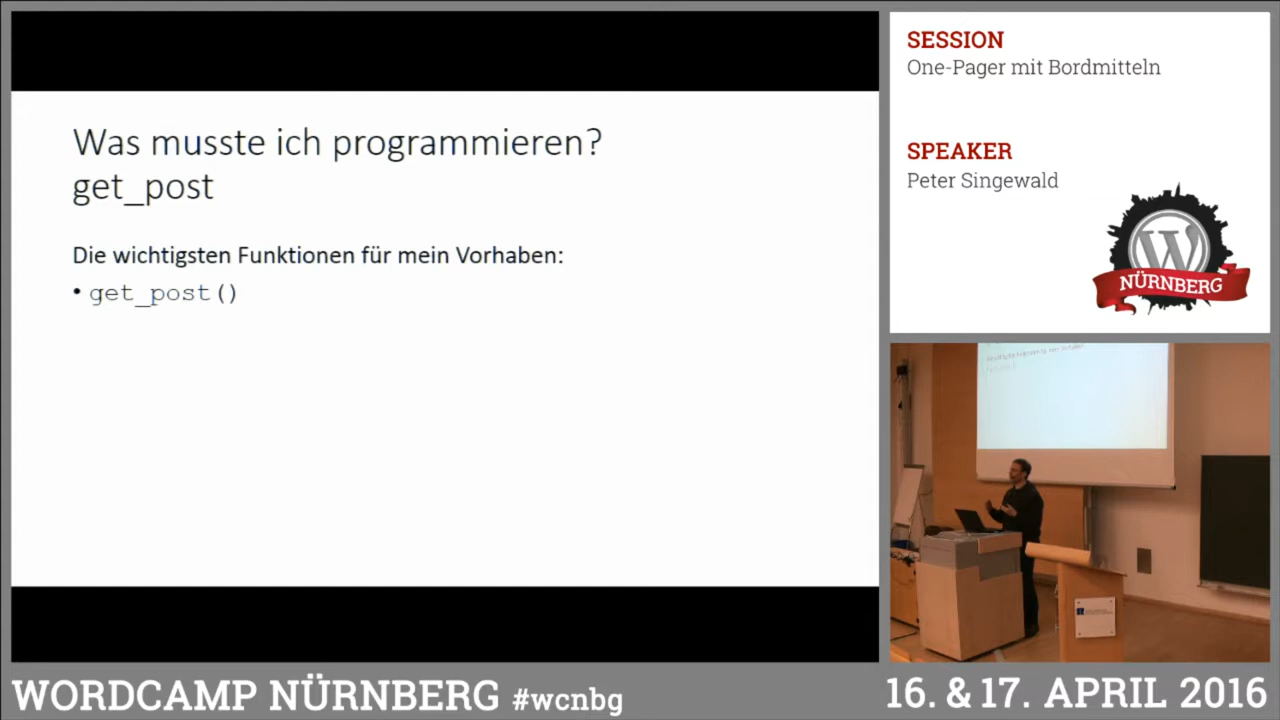 Was musste ich programmieren?
get_post
Die wichtigsten Funktionen für mein Vorhaben:
• get_post()
SESSION
One-Pager mit Bordmitteln
SPEAKER
Peter Singewald
NÜRNBERG
WORDCAMP NÜRNBERG #wcnbg
16. & 17. APRIL 2016